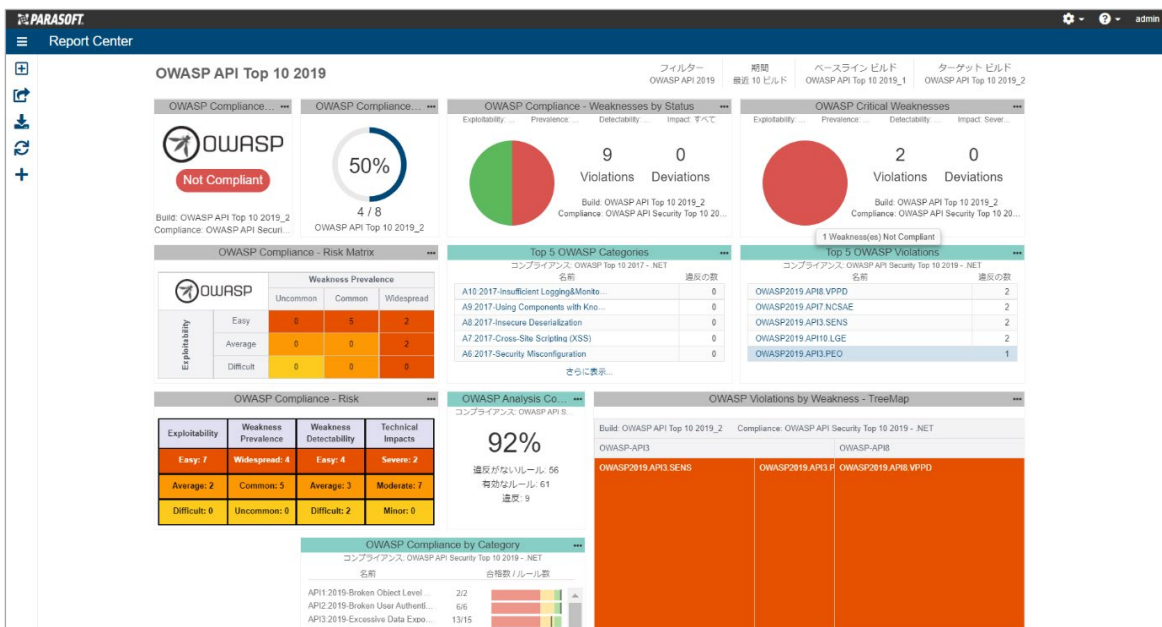 PARASOFT.
admin
Report Center
OWASP API Top 10 2019
フィルター
OWASP API 2019
期間
最近 10 ビルド
ベースライン ビルド
OWASP API Top 10 2019_1
ターゲット ビルド
OWASP API Top 10 2019_2
OWASP Compliance... •••
OWASP
Not Compliant
Build: OWASP API Top 10 2019_2
Compliance: OWASP API Securi...
OWASP Compliance... •••
50%
4 / 8
OWASP API Top 10 2019_2
OWASP Compliance - Weaknesses by Status •••
Exploitability: ... Prevalence: ... Detectability: ... Impact: すべて
9 0
Violations Deviations
Build: OWASP API Top 10 2019_2
Compliance: OWASP API Security Top 10 20...
OWASP Critical Weaknesses •••
Exploitability: ... Prevalence: ... Detectability: ... Impact: Sever...
2 0
Violations Deviations
Build: OWASP API Top 10 2019_2
Compliance: OWASP API Security Top 10 20...
1 Weakness(es) Not Compliant
OWASP Compliance - Risk Matrix •••
OWASP
Weakness Prevalence
Uncommon Common Widespread
Exploitability
Easy 0 5 2
Average 0 0 2
Difficult 0 0 0
Top 5 OWASP Categories •••
コンプライアンス: OWASP Top 10 2017 - .NET
名前 違反の数
A10:2017-Insufficient Logging&Monito... 0
A9:2017-Using Components with Kno... 0
A8:2017-Insecure Deserialization 0
A7:2017-Cross-Site Scripting (XSS) 0
A6:2017-Security Misconfiguration 0
さらに表示...
Top 5 OWASP Violations •••
コンプライアンス: OWASP API Security Top 10 2019 - .NET
名前 違反の数
OWASP2019.API8.VPPD 2
OWASP2019.API7.NCSAE 2
OWASP2019.API3.SENS 2
OWASP2019.API10.LGE 2
OWASP2019.API3.PEO 1
OWASP Compliance - Risk •••
Exploitability Weakness Prevalence Weakness Detectability Technical Impacts
Easy: 7 Widespread: 4 Easy: 4 Severe: 2
Average: 2 Common: 5 Average: 3 Moderate: 7
Difficult: 0 Uncommon: 0 Difficult: 2 Minor: 0
OWASP Analysis Co... •••
コンプライアンス: OWASP API S...
92%
違反がないルール: 56
有効なルール: 61
違反: 9
OWASP Violations by Weakness - TreeMap •••
Build: OWASP API Top 10 2019_2 Compliance: OWASP API Security Top 10 2019 - .NET
OWASP-API3 OWASP-API8
OWASP2019.API3.SENS OWASP2019.API3.P OWASP2019.API8.VPPD
OWASP Compliance by Category •••
コンプライアンス: OWASP API Security Top 10 2019 - .NET
名前 合格数 / ルール数
API1:2019-Broken Object Level ... 2/2
API2:2019-Broken User Authenti... 6/6
API3:2019-Excessive Data Expo... 13/15